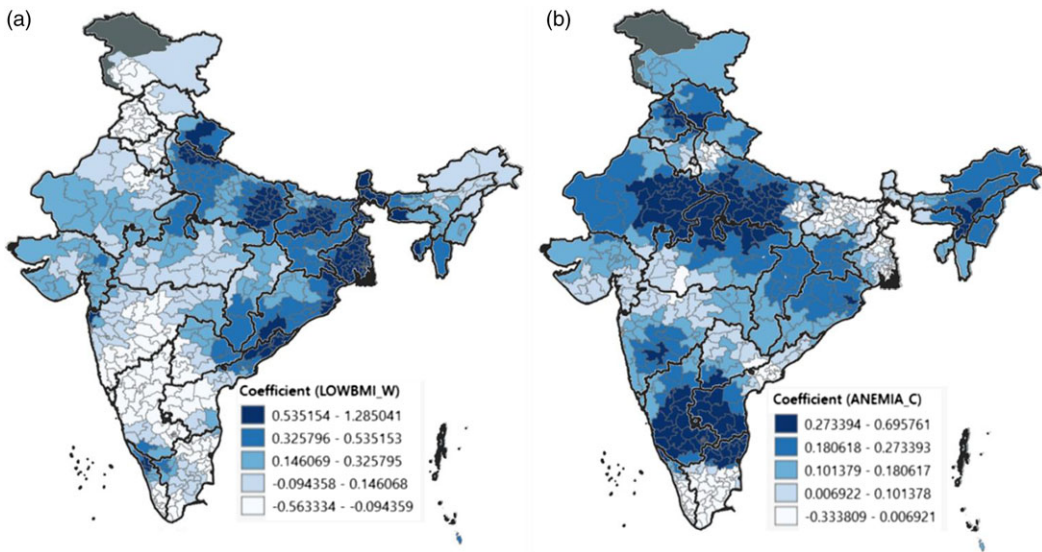 (a)
Coefficient (LOWBMI_W)
0.535154 - 1.285041
0.325796 - 0.535153
0.146069 - 0.325795
-0.094358 - 0.146068
-0.563334 - -0.094359
(b)
Coefficient (ANEMIA_C)
0.273394 - 0.695761
0.180618 - 0.273393
0.101379 - 0.180617
0.006922 - 0.101378
-0.333809 - 0.006921